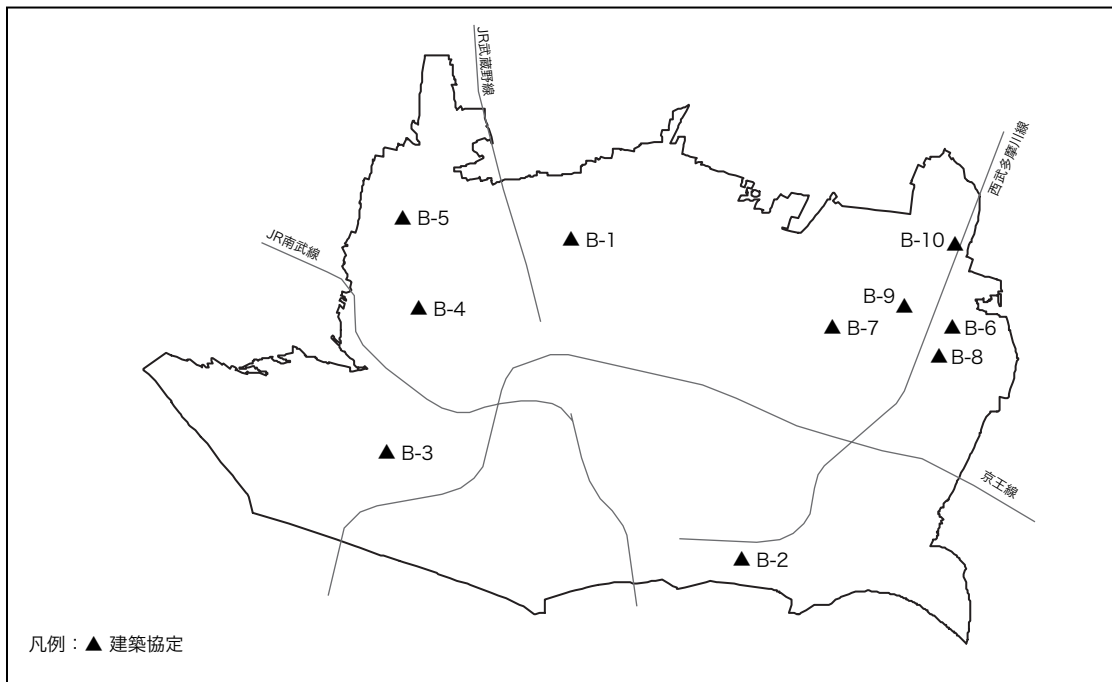 JR武蔵野線
西武多摩川線
B-5
B-1
B-10
JR南武線
B-4
B-9
B-7
B-6
B-8
B-3
京王線
B-2
凡例：▲ 建築協定